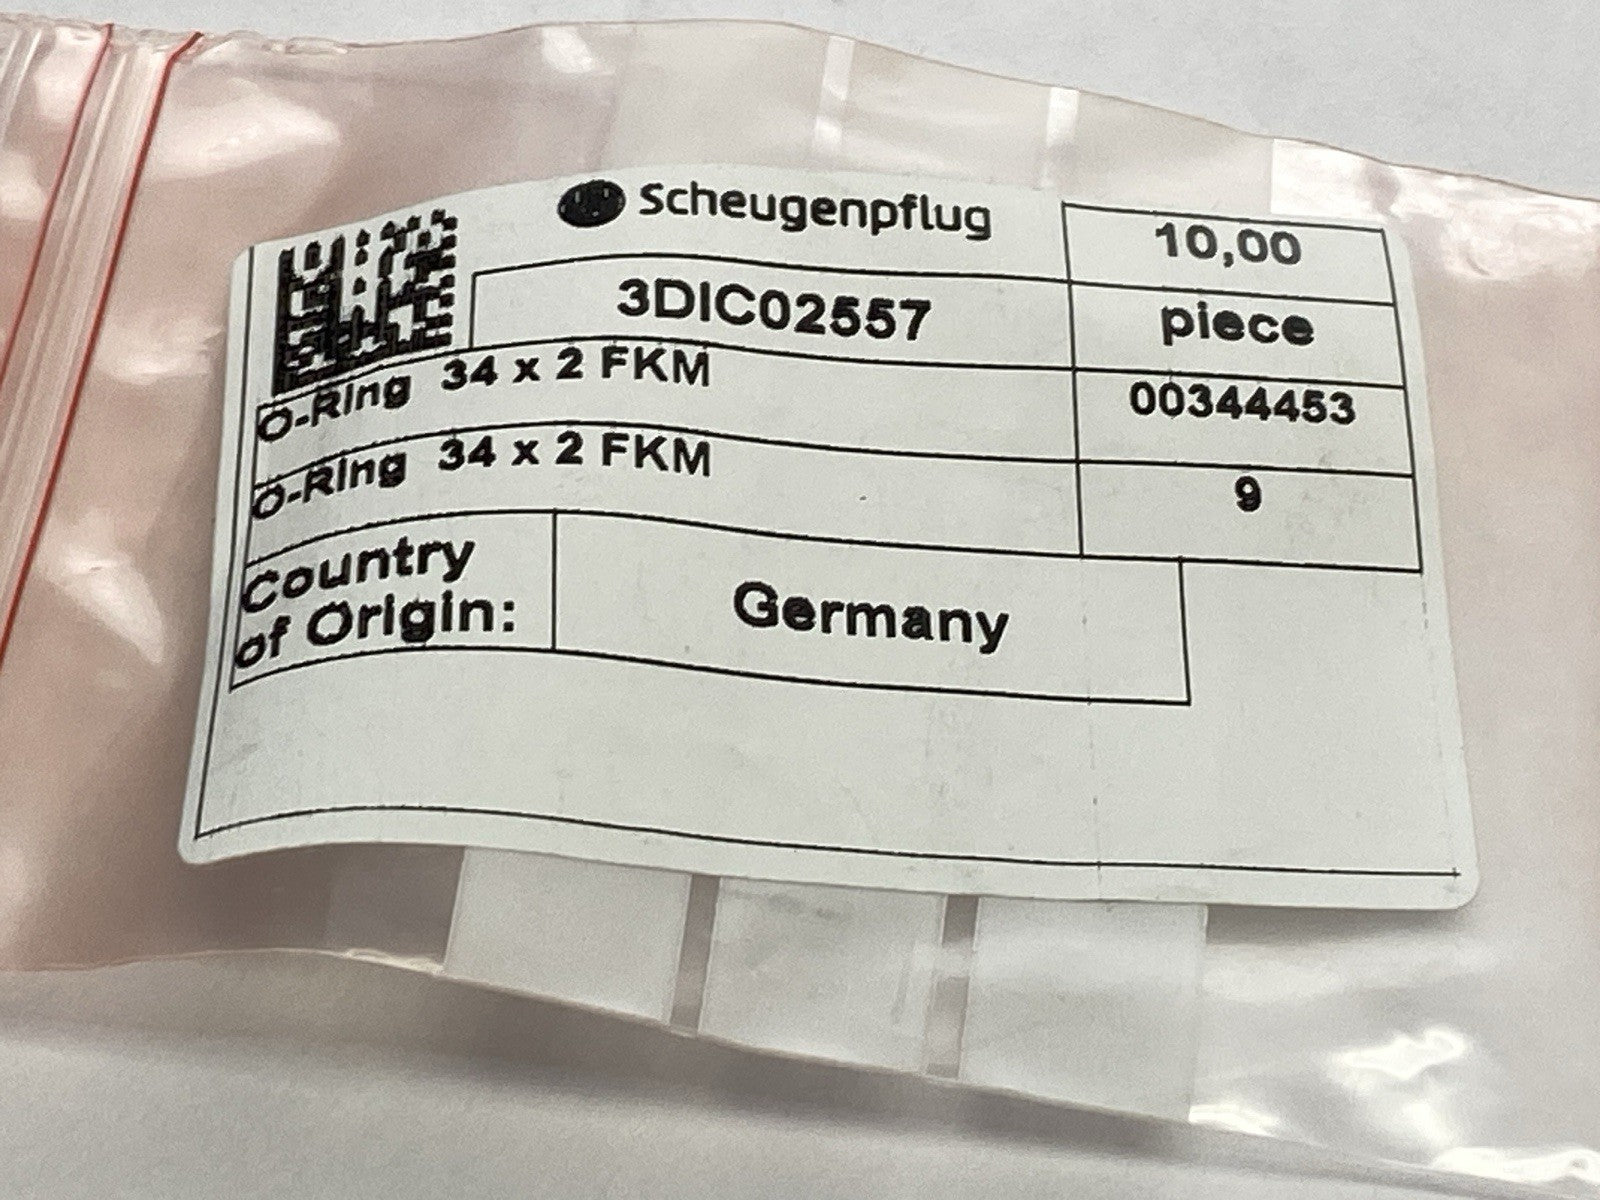 scheugenpflug
10,00
3DIC02557
piece
O-Ring 34 x 2 FKM
00344453
O-Ring 34 x 2 FKM
9
Country
of Origin:
Germany